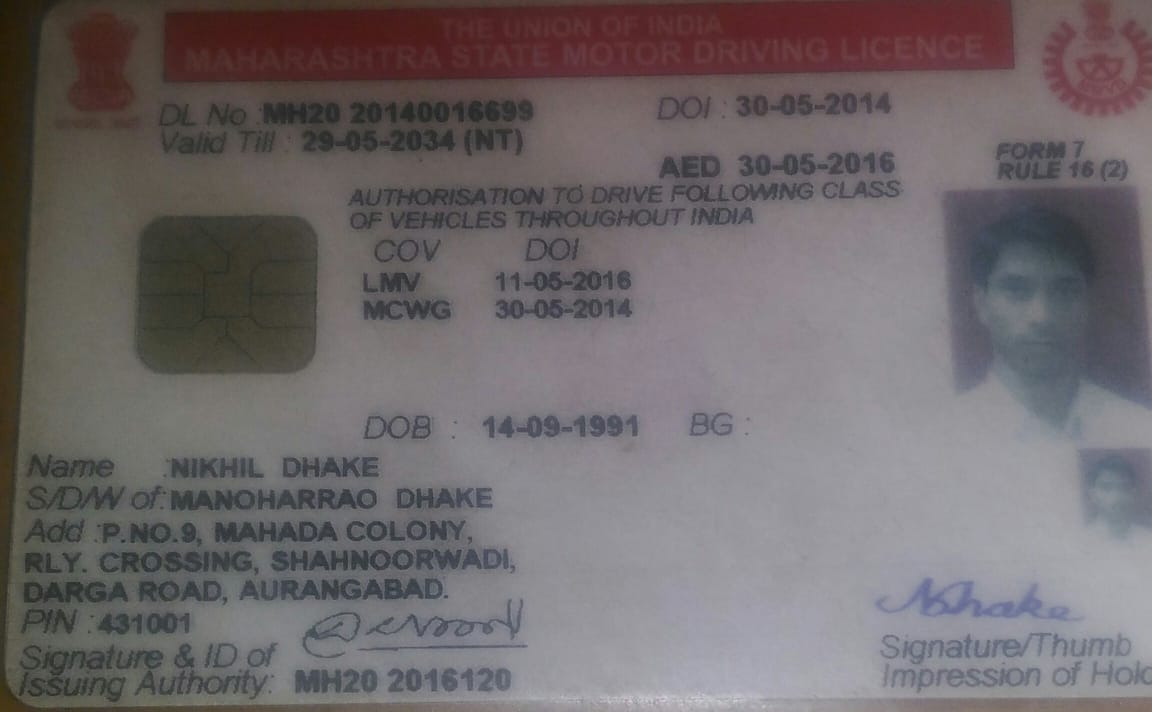 THE UNION OF INDIA
MAHARASHTRA STATE MOTOR DRIVING LICENCE
DL No : MH20 20140016699 DOI : 30-05-2014
Valid Till : 29-05-2034 (NT)
AED 30-05-2016
FORM 7
RULE 16 (2)
AUTHORISATION TO DRIVE FOLLOWING CLASS
OF VEHICLES THROUGHOUT INDIA
COV DOI
LMV 11-05-2016
MCWG 30-05-2014
DOB : 14-09-1991 BG :
Name : NIKHIL DHAKE
S/D/W of: MANOHARRAO DHAKE
Add : P.NO.9, MAHADA COLONY,
RLY. CROSSING, SHAHNOORWADI,
DARGA ROAD, AURANGABAD.
PIN : 431001
Signature & ID of
Issuing Authority: MH20 2016120
NDhake
Signature/Thumb
Impression of Hold